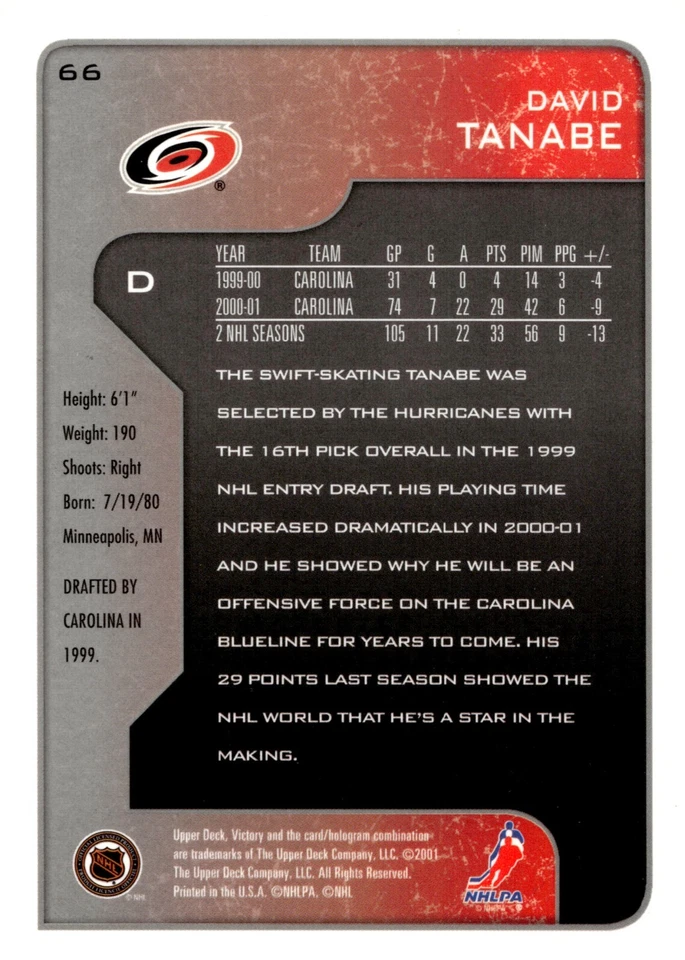 66
DAVID
TANABE
®
D
YEAR TEAM GP G A PTS PIM PPG +/-
1999-00 CAROLINA 31 4 0 4 14 3 -4
2000-01 CAROLINA 74 7 22 29 42 6 -9
2 NHL SEASONS 105 11 22 33 56 9 -13
THE SWIFT-SKATING TANABE WAS
SELECTED BY THE HURRICANES WITH
THE 16TH PICK OVERALL IN THE 1999
NHL ENTRY DRAFT. HIS PLAYING TIME
INCREASED DRAMATICALLY IN 2000-01
AND HE SHOWED WHY HE WILL BE AN
OFFENSIVE FORCE ON THE CAROLINA
BLUELINE FOR YEARS TO COME. HIS
29 POINTS LAST SEASON SHOWED THE
NHL WORLD THAT HE'S A STAR IN THE
MAKING.
Height: 6'1"
Weight: 190
Shoots: Right
Born: 7/19/80
Minneapolis, MN
DRAFTED BY
CAROLINA IN
1999.
NHL
© NHL
Upper Deck, Victory and the card/hologram combination
are trademarks of The Upper Deck Company, LLC. ©2001
The Upper Deck Company, LLC. All Rights Reserved.
Printed in the U.S.A. ©NHLPA, ©NHL
NHLPA